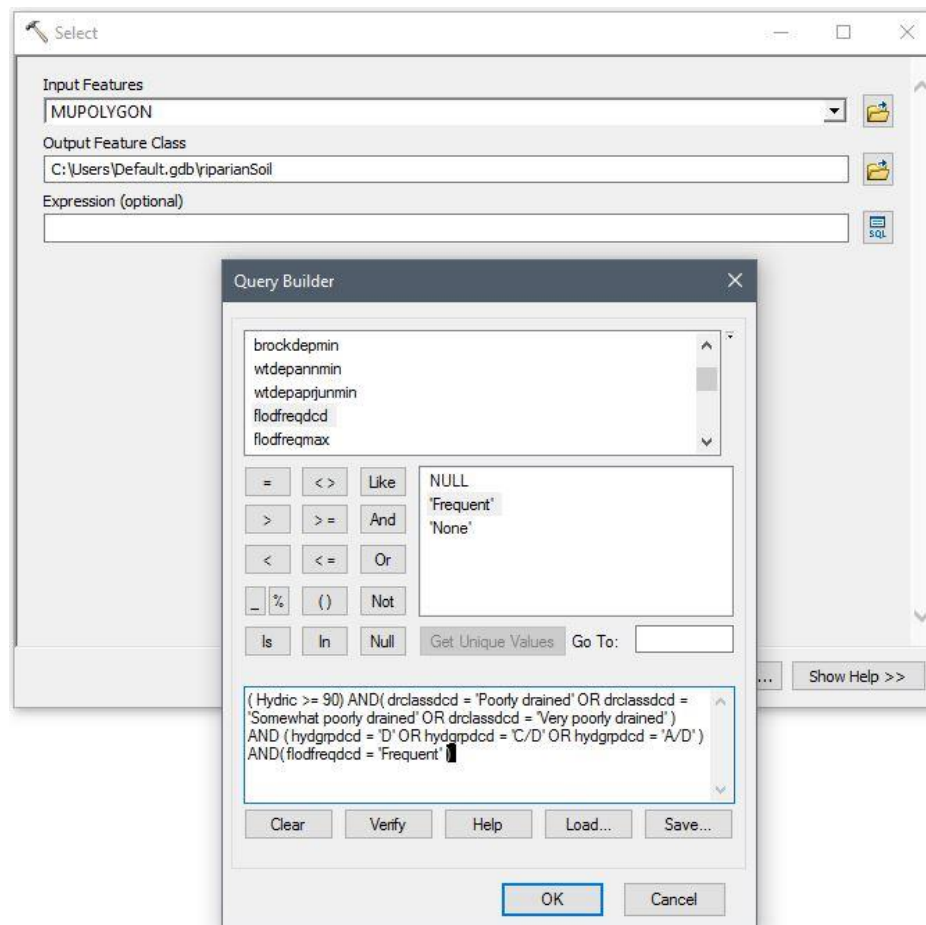 Select
Input Features
MUPOLYGON
Output Feature Class
C:\Users\Default.gdb\riparianSoil
Expression (optional)
SQL
Query Builder
brockdepmin
wtdepannmin
wtdepaprjunmin
flodfreqdcd
flodfreqmax
= < > Like
> > = And
< < = Or
_ % () Not
Is In Null
NULL
'Frequent'
'None'
Get Unique Values Go To:
... Show Help >>
( Hydric >= 90) AND( drclassdcd = 'Poorly drained' OR drclassdcd =
'Somewhat poorly drained' OR drclassdcd = 'Very poorly drained' )
AND ( hydgrpdcd = 'D' OR hydgrpdcd = 'C/D' OR hydgrpdcd = 'A/D' )
AND( flodfreqdcd = 'Frequent' )
Clear Verify Help Load... Save...
OK Cancel